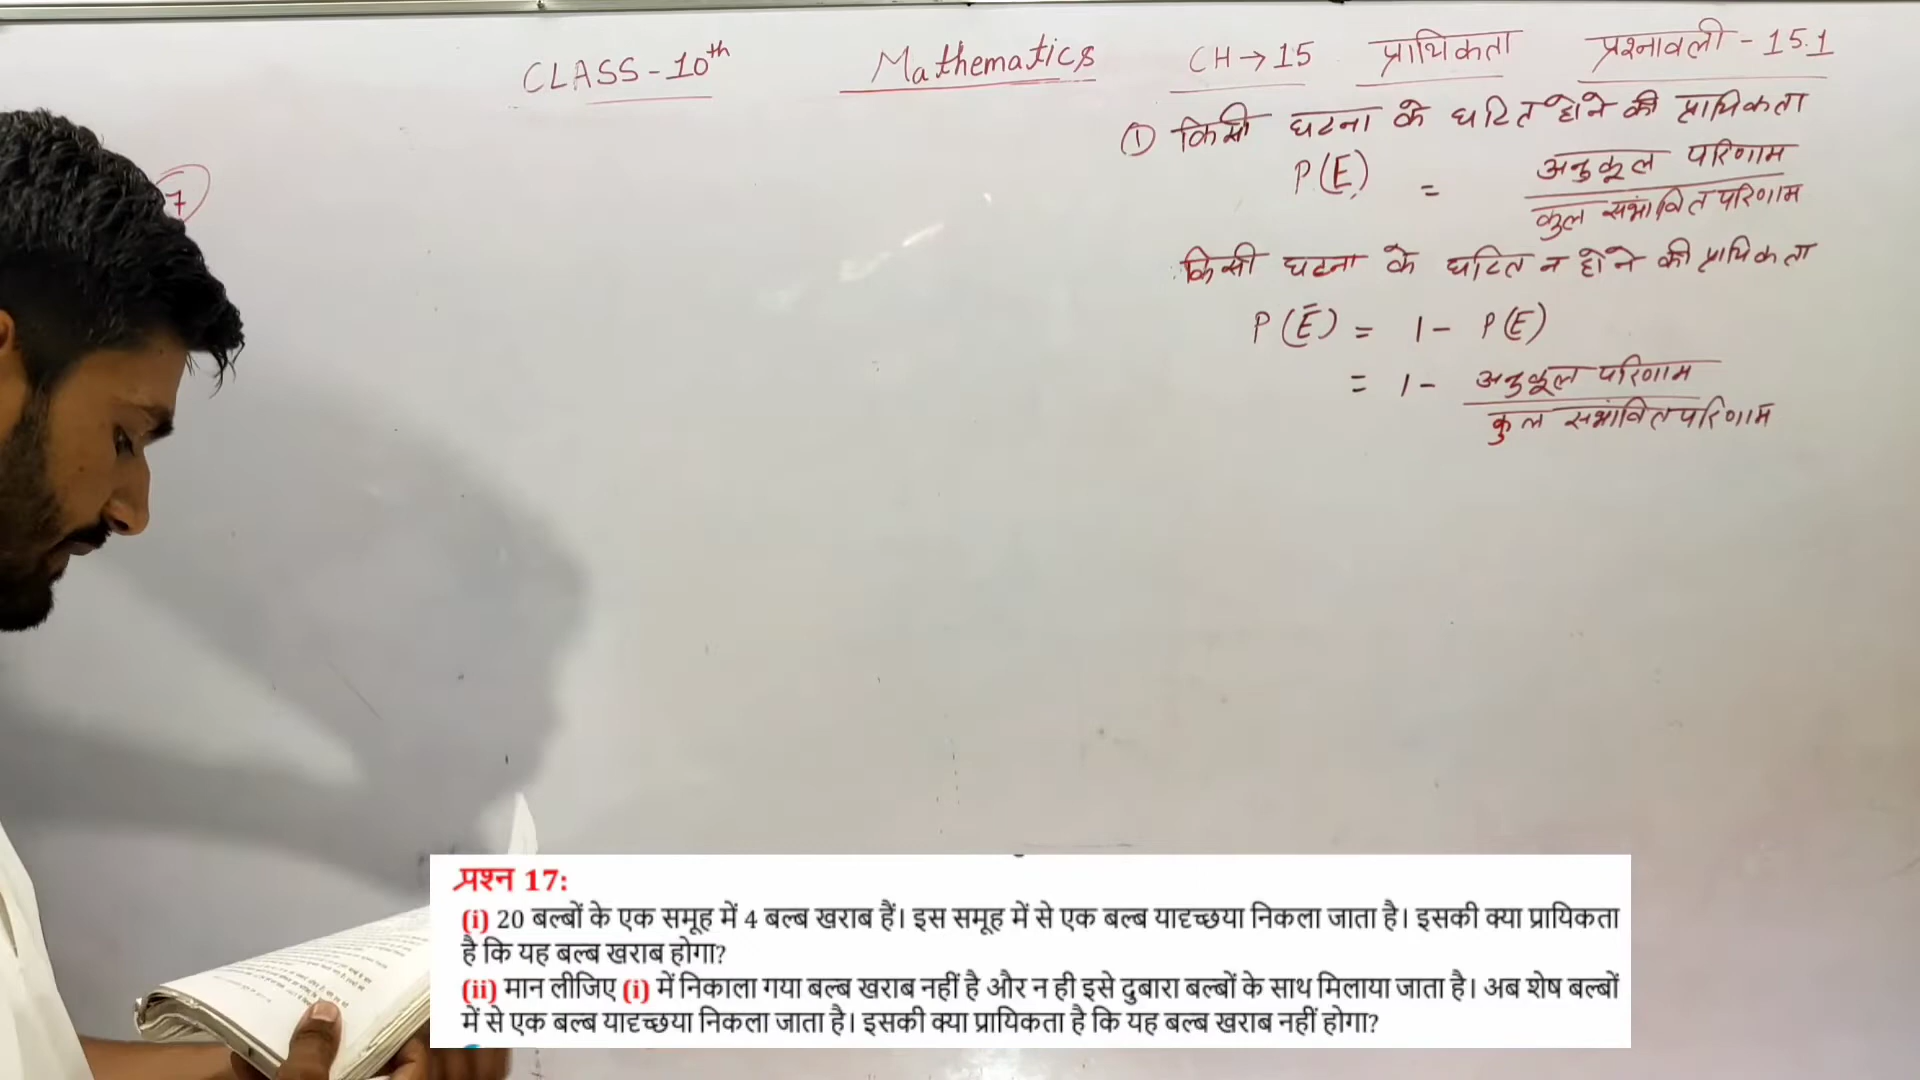 CLASS-10th Mathematics CH→15 प्रायिकता प्रश्नावली-15.1
① किसी घटना के घटित होने की प्रायिकता
P(E) = अनुकूल परिणाम
कुल सम्भावित परिणाम
किसी घटना के घटित न होने की प्रायिकता
P(Ē) = 1 - P(E)
= 1 - अनुकूल परिणाम
कुल सम्भावित परिणाम
7
प्रश्न 17:
(i) 20 बल्बों के एक समूह में 4 बल्ब खराब हैं। इस समूह में से एक बल्ब यादृच्छया निकला जाता है। इसकी क्या प्रायिकता
है कि यह बल्ब खराब होगा?
(ii) मान लीजिए (i) में निकाला गया बल्ब खराब नहीं है और न ही इसे दुबारा बल्बों के साथ मिलाया जाता है। अब शेष बल्बों
में से एक बल्ब यादृच्छया निकला जाता है। इसकी क्या प्रायिकता है कि यह बल्ब खराब नहीं होगा?